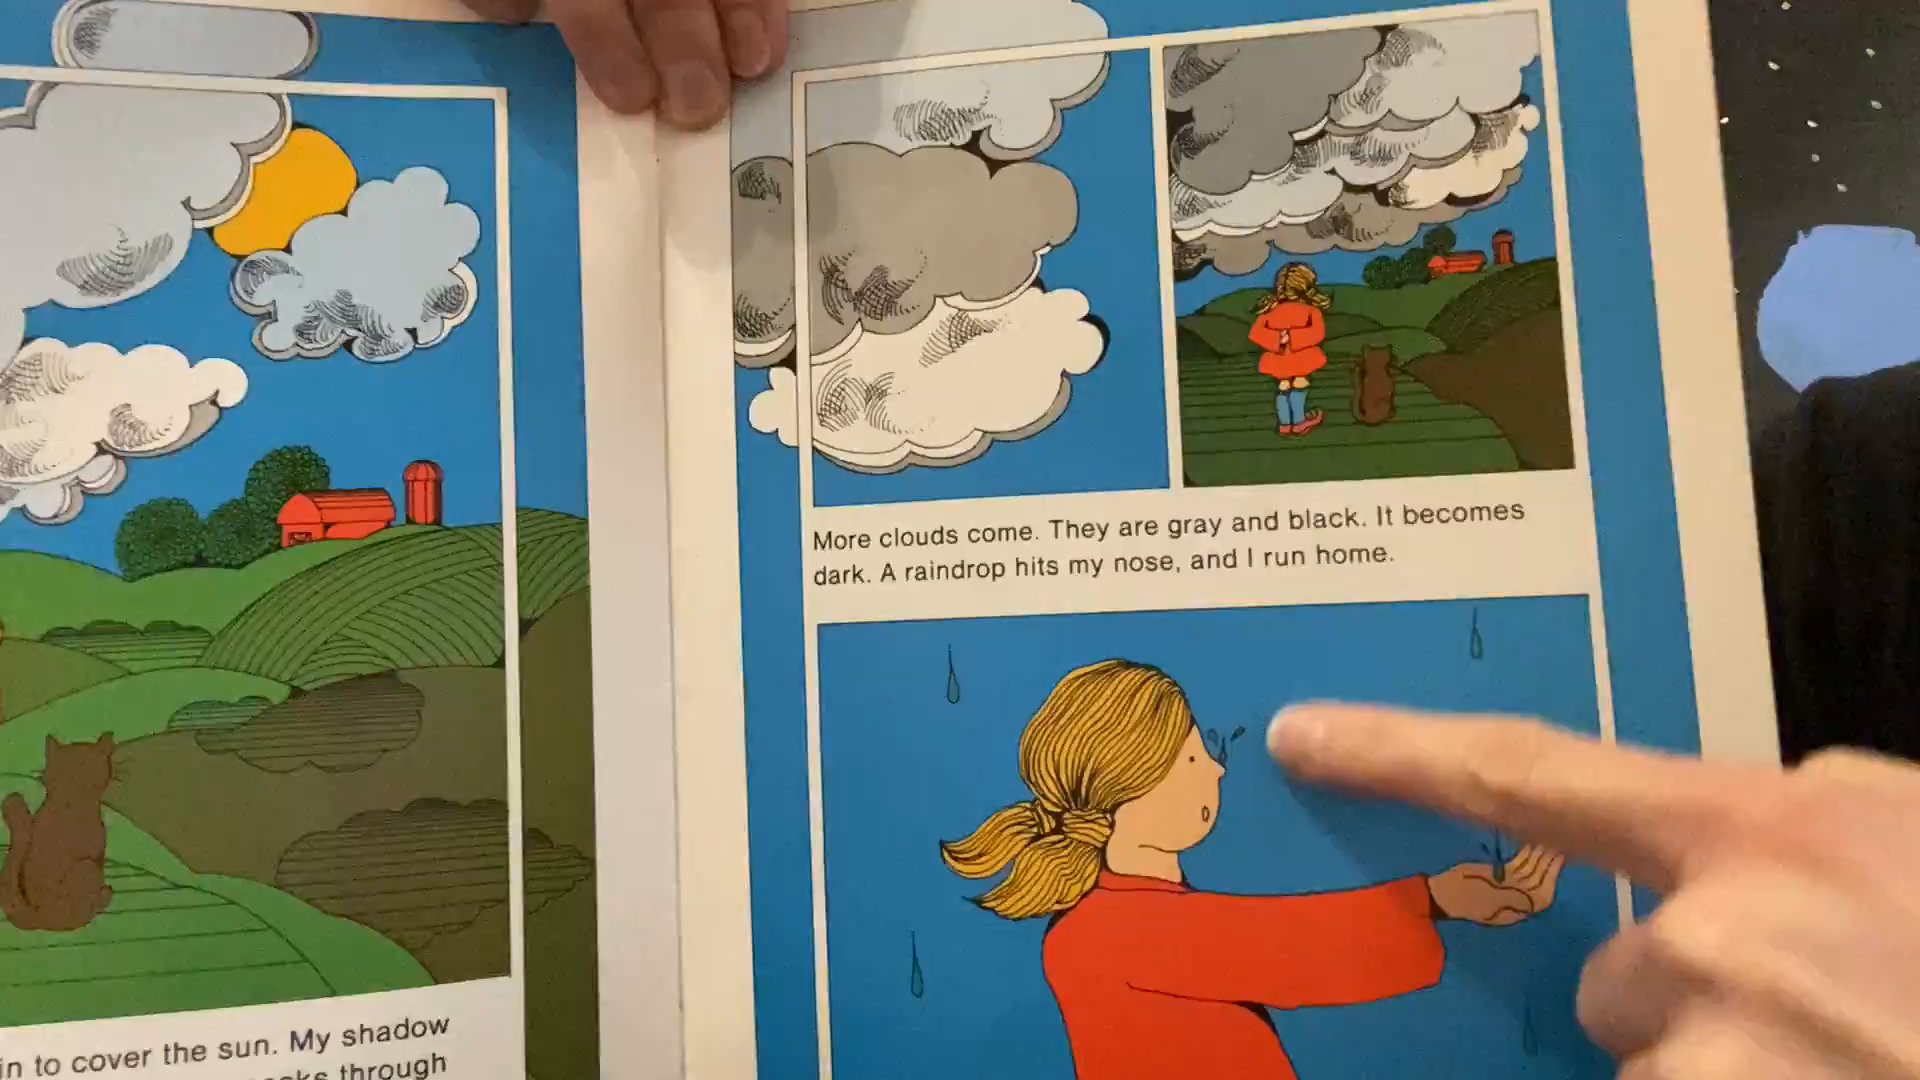 in to cover the sun. My shadow
through
More clouds come. They are gray and black. It becomes
dark. A raindrop hits my nose, and I run home.